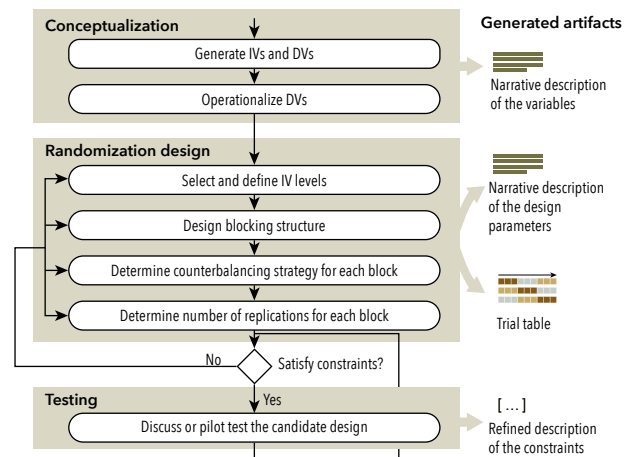 Conceptualization
Generated artifacts
Generate IVs and DVs
Operationalize DVs
Narrative description
of the variables
Randomization design
Select and define IV levels
Design blocking structure
Determine counterbalancing strategy for each block
Determine number of replications for each block
Narrative description
of the design
parameters
Trial table
No
Satisfy constraints?
Yes
Testing
Discuss or pilot test the candidate design
[ ... ]
Refined description
of the constraints